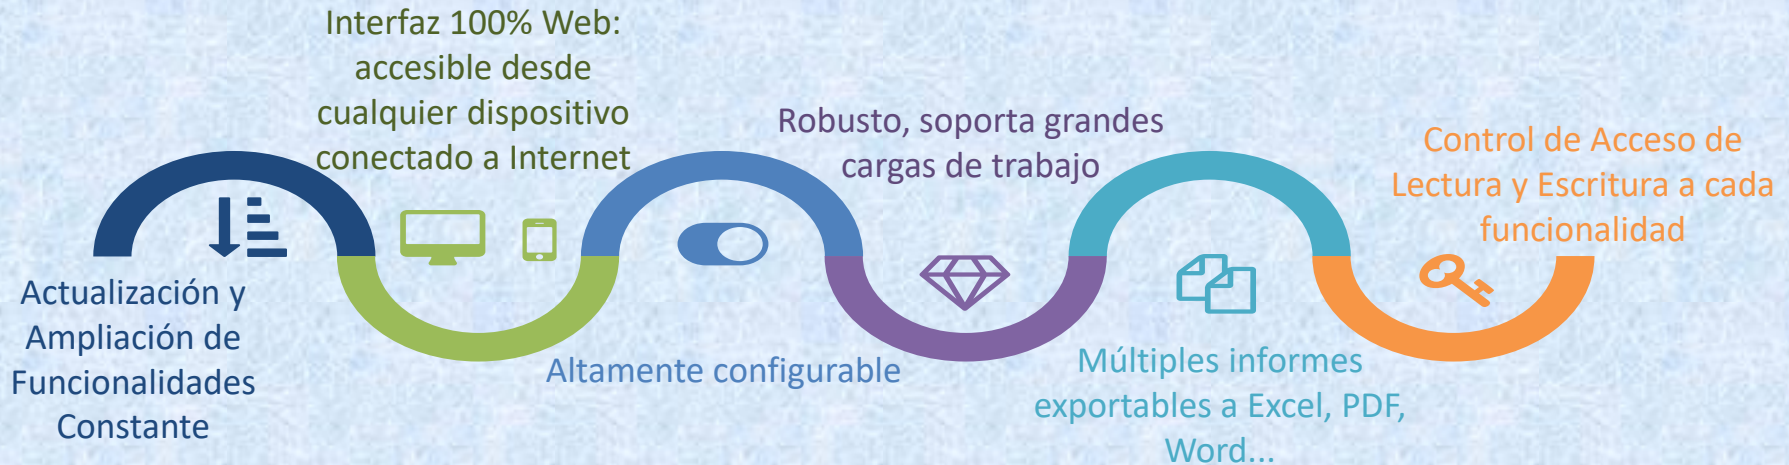 Actualización y
Ampliación de
Funcionalidades
Constante
Interfaz 100% Web:
accesible desde
cualquier dispositivo
conectado a Internet
Altamente configurable
Robusto, soporta grandes
cargas de trabajo
Múltiples informes
exportables a Excel, PDF,
Word...
Control de Acceso de
Lectura y Escritura a cada
funcionalidad